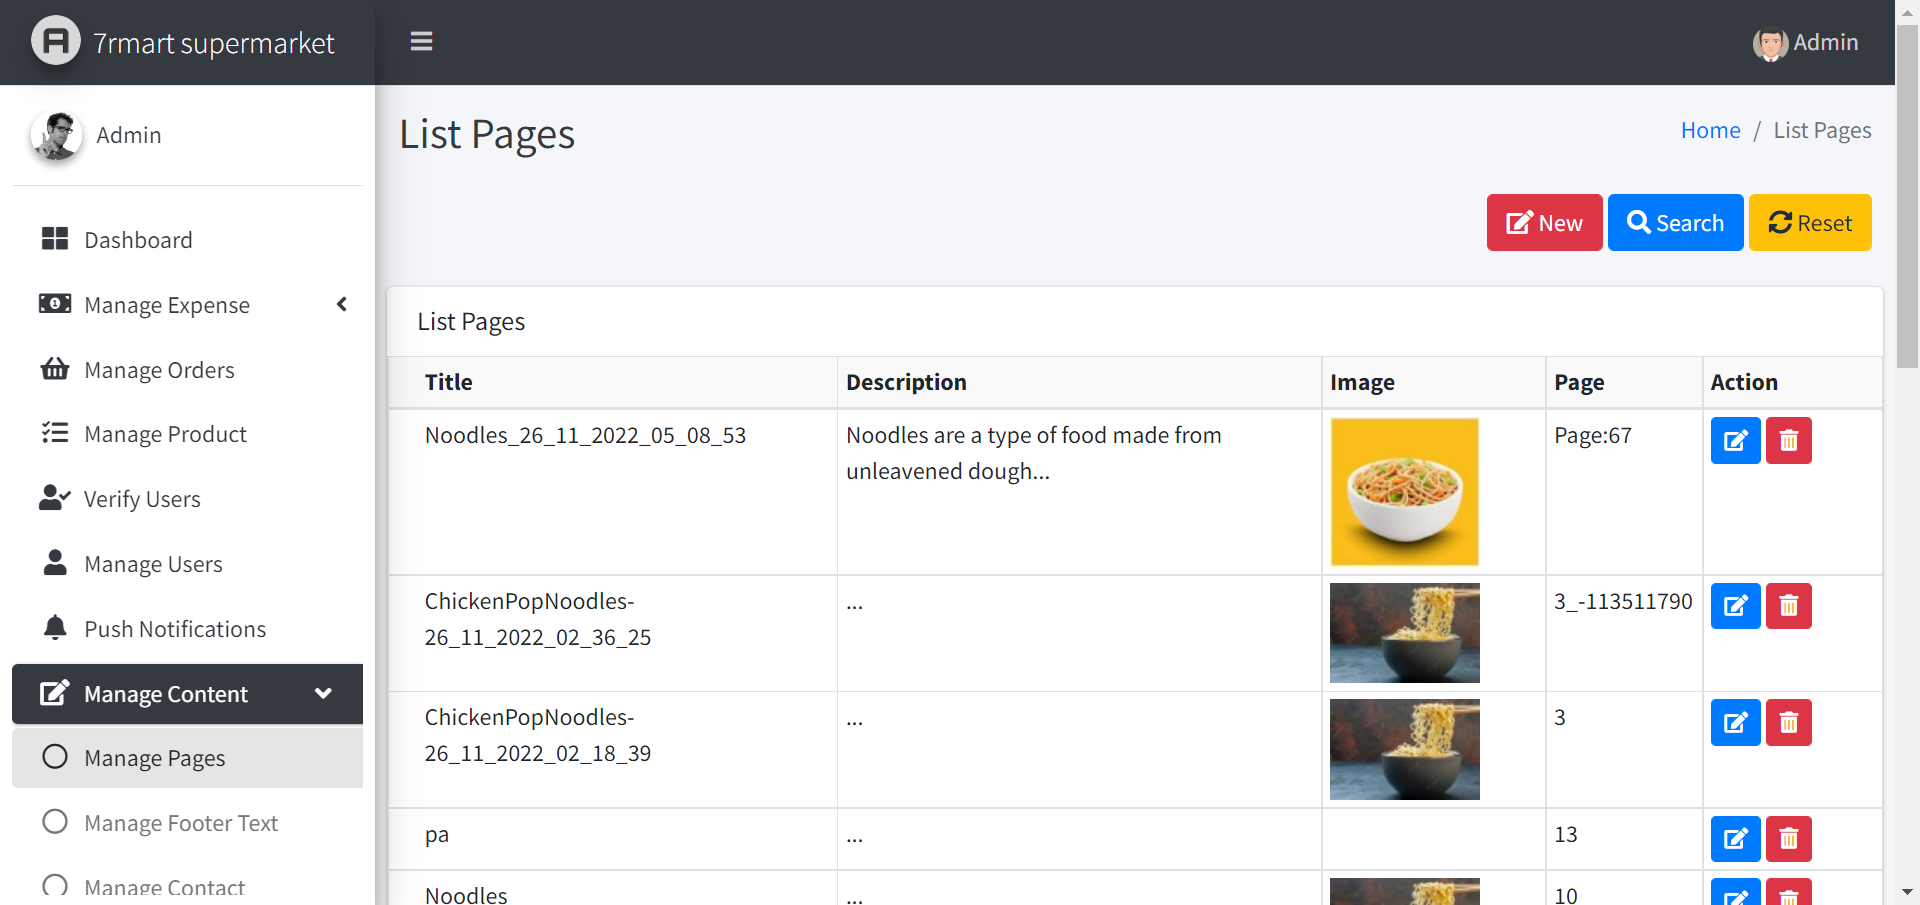 7rmart supermarket
Admin
Admin
List Pages
Home / List Pages
New
Search
Reset
Dashboard
Manage Expense
Manage Orders
Manage Product
Verify Users
Manage Users
Push Notifications
Manage Content
Manage Pages
Manage Footer Text
Manage Contact
List Pages
Title Description Image Page Action
Noodles_26_11_2022_05_08_53
Noodles are a type of food made from
unleavened dough...
Page:67
ChickenPopNoodles-
26_11_2022_02_36_25
...
3_-113511790
ChickenPopNoodles-
26_11_2022_02_18_39
...
3
pa
...
13
Noodles
...
10